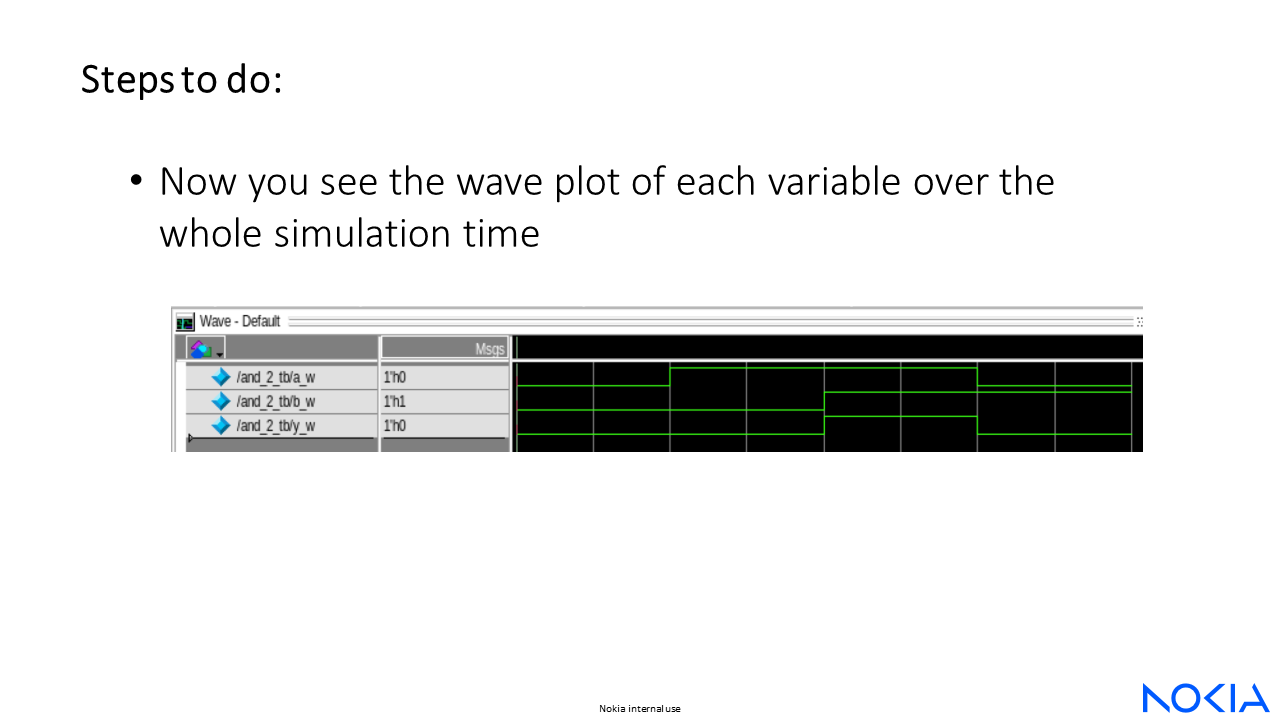 Steps to do:
• Now you see the wave plot of each variable over the
whole simulation time
Wave - Default
Msgs
/and_2_tb/a_w 1'h0
/and_2_tb/b_w 1'h1
/and_2_tb/y_w 1'h0
Nokia internal use
NOKIA